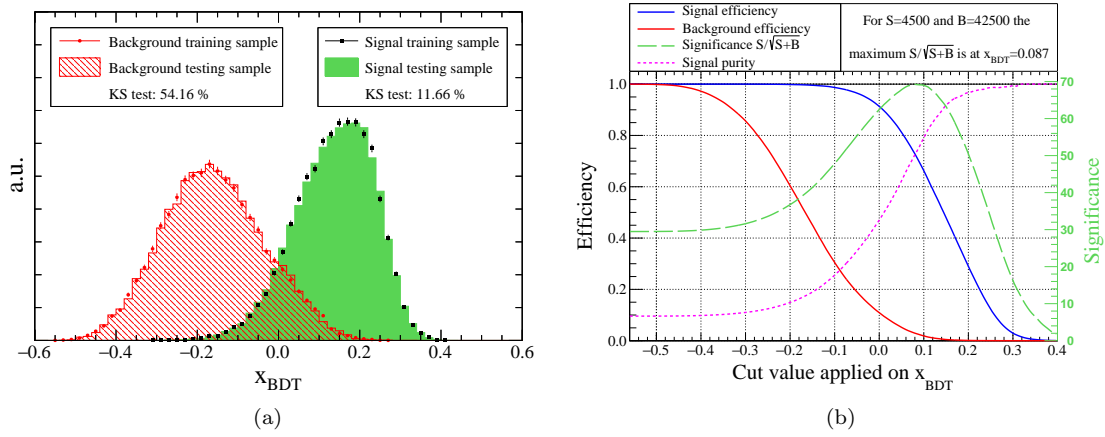 Background training sample
Background testing sample
KS test: 54.16 %
Signal training sample
Signal testing sample
KS test: 11.66 %
a.u.
−0.6 −0.4 −0.2 0.0 0.2 0.4 0.6
x_BDT
(a)
Signal efficiency
Background efficiency
Significance S/√S+B
Signal purity
For S=4500 and B=42500 the
maximum S/√S+B is at x_BDT=0.087
Efficiency
1.0
0.8
0.6
0.4
0.2
0.0
70
60
50
40
30
20
10
0
Significance
−0.5 −0.4 −0.3 −0.2 −0.1 0.0 0.1 0.2 0.3 0.4
Cut value applied on x_BDT
(b)